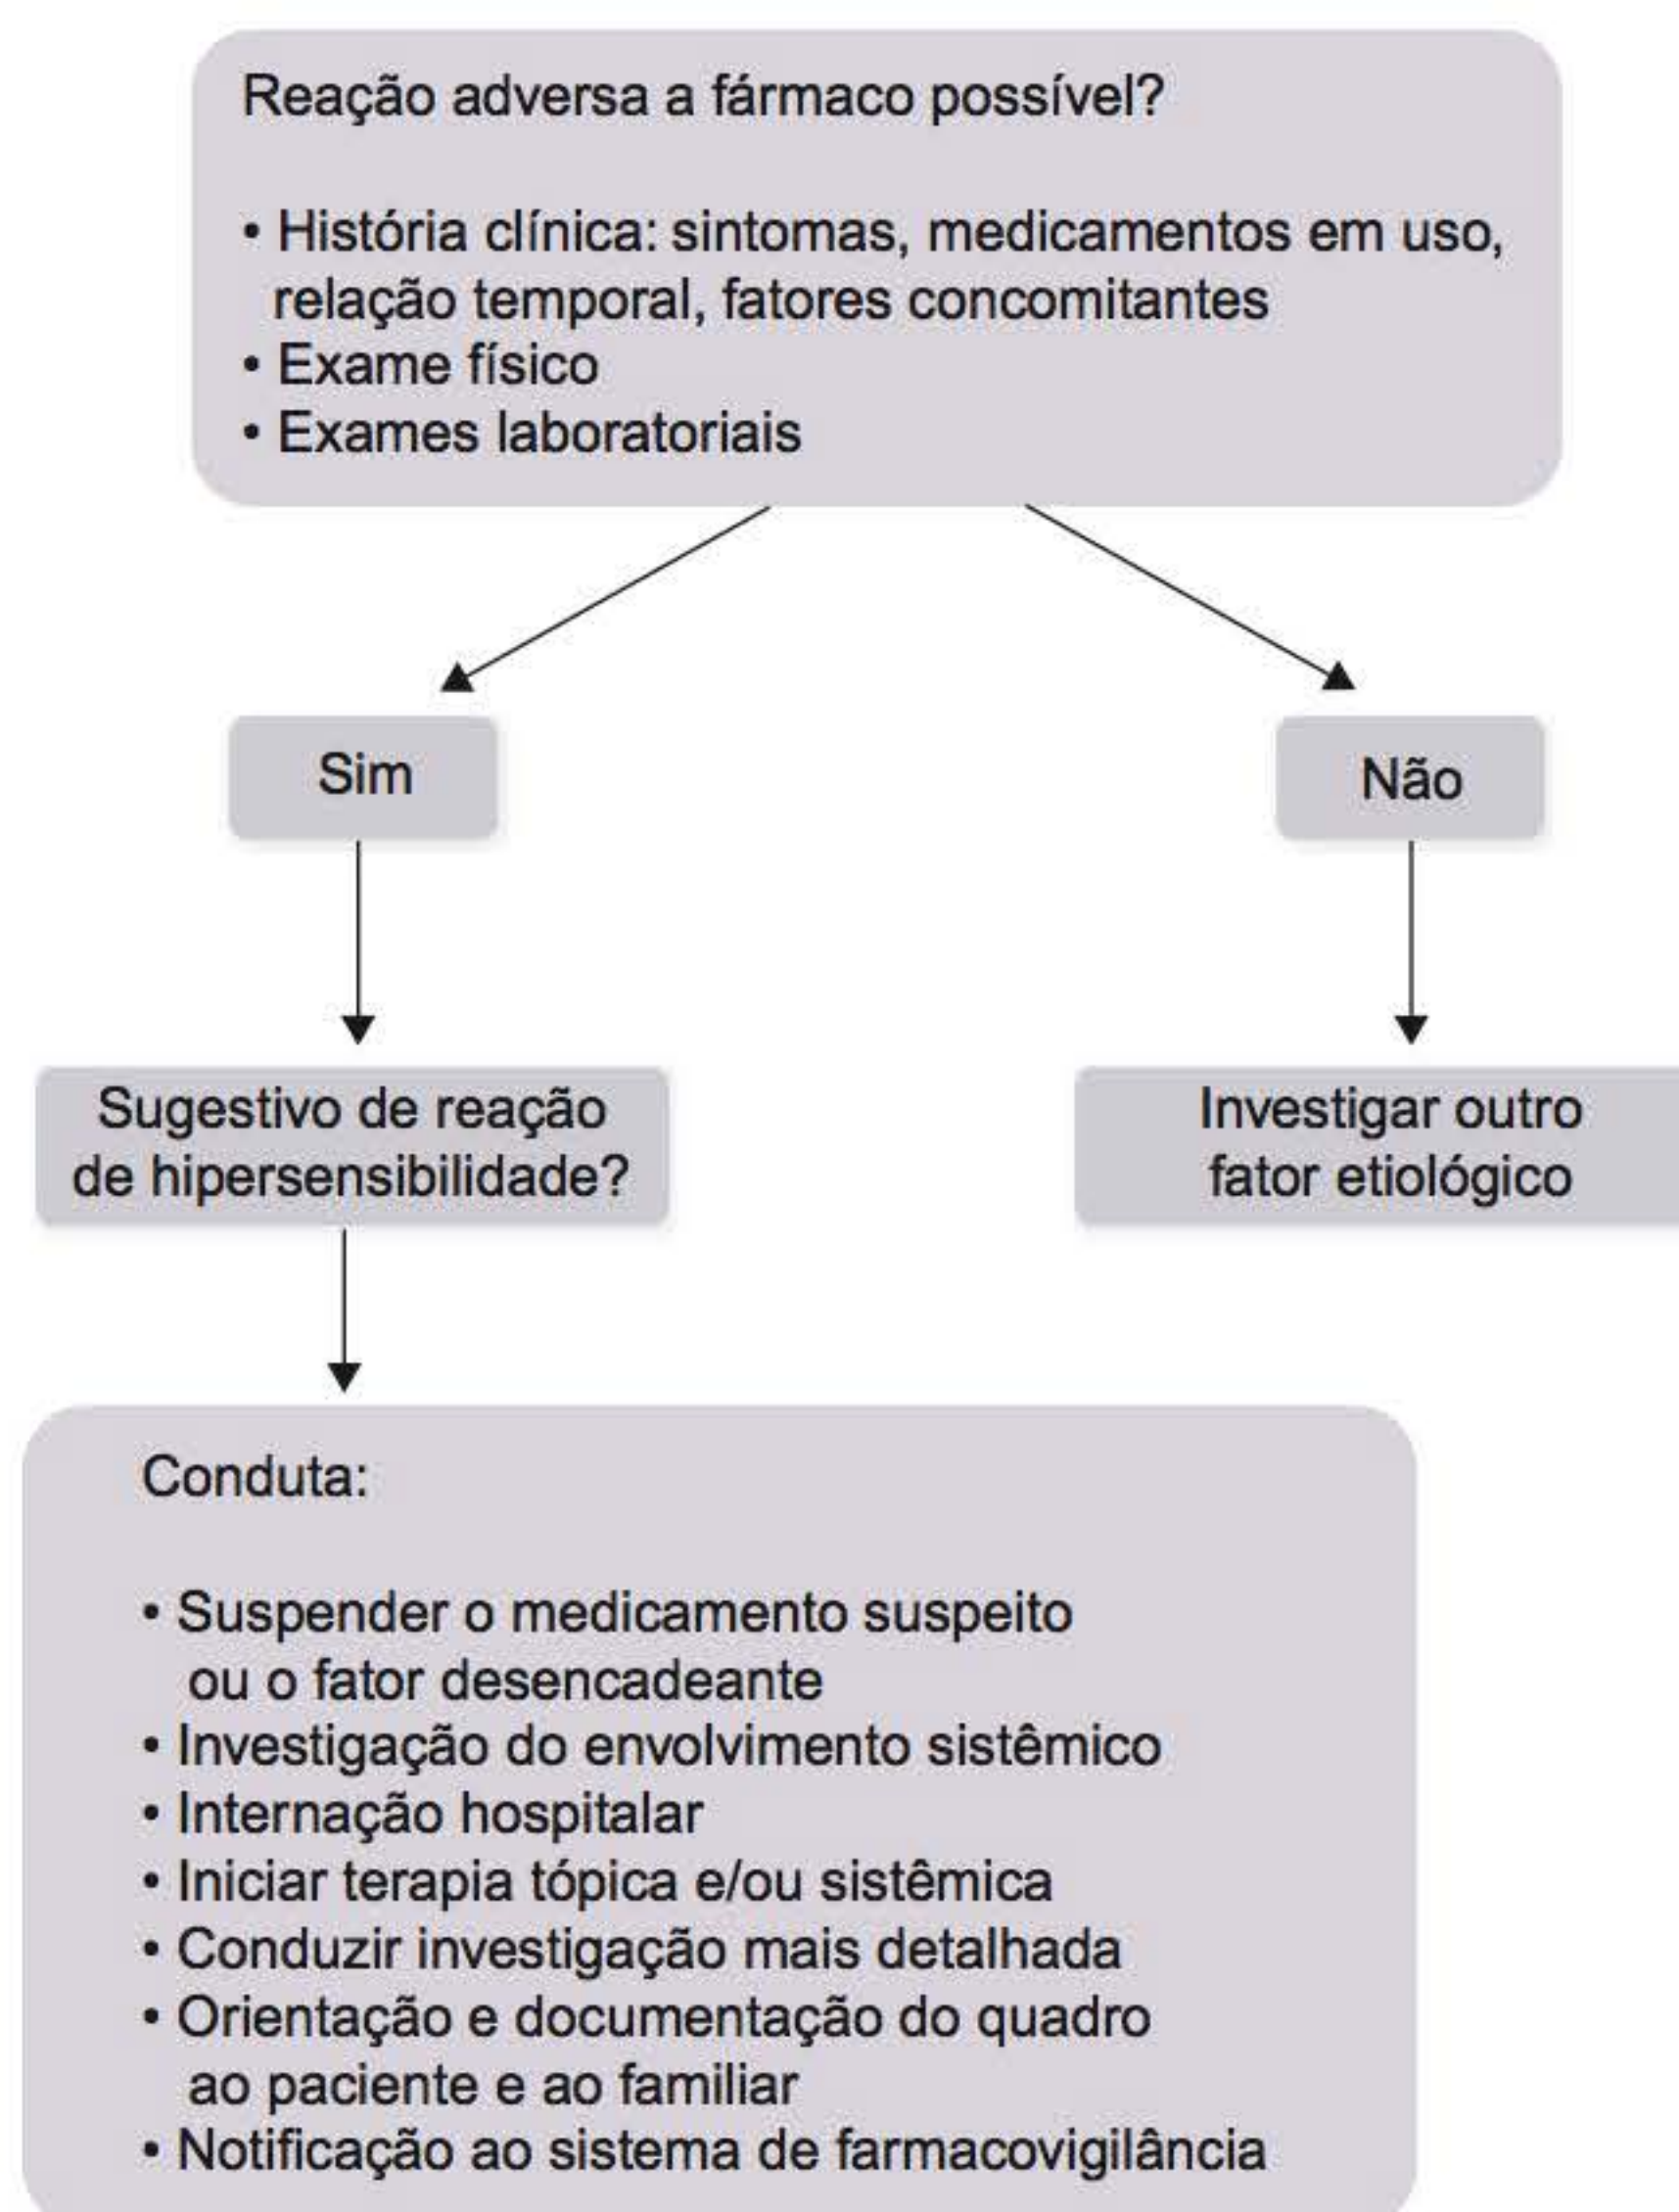 Reação adversa a fármaco possível?
• História clínica: sintomas, medicamentos em uso,
relação temporal, fatores concomitantes
• Exame físico
• Exames laboratoriais
Sim
Não
Sugestivo de reação
de hipersensibilidade?
Investigar outro
fator etiológico
Conduta:
• Suspender o medicamento suspeito
ou o fator desencadeante
• Investigação do envolvimento sistêmico
• Internação hospitalar
• Iniciar terapia tópica e/ou sistêmica
• Conduzir investigação mais detalhada
• Orientação e documentação do quadro
ao paciente e ao familiar
• Notificação ao sistema de farmacovigilância